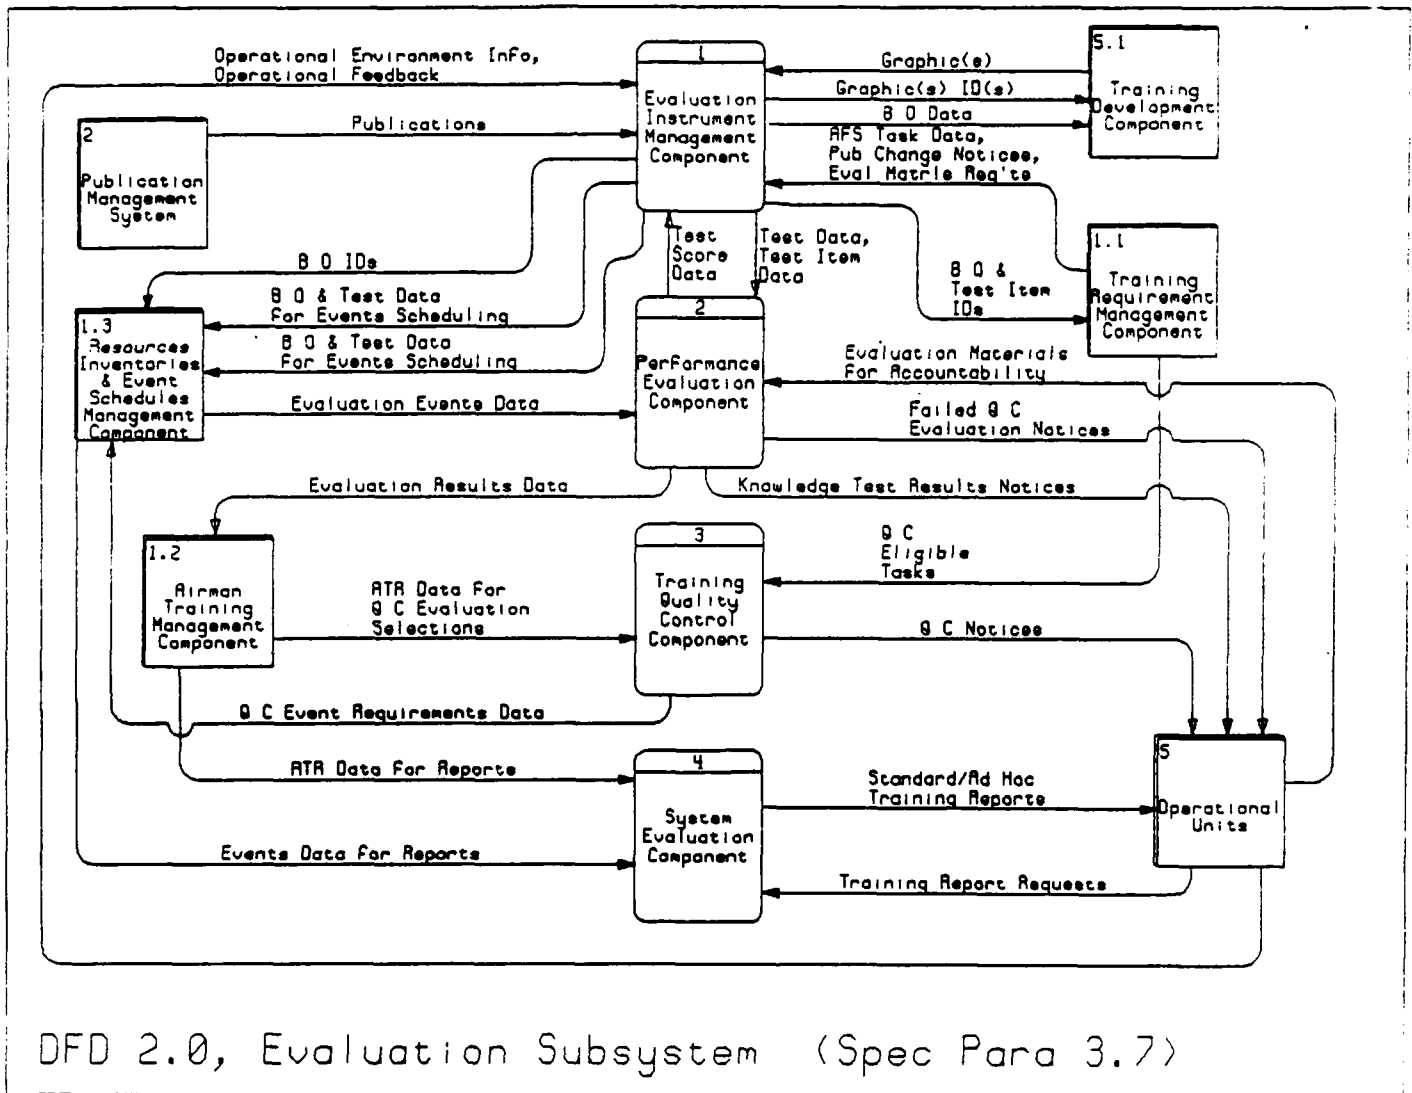 Operational Environment Info,
Operational Feedback
1
Evaluation
Instrument
Management
Component
Graphic(s)
Graphic(s) ID(s)
B O Data
AFS Task Data,
Pub Change Notices,
Eval Matrle Req'ts
5.1
Training
Development
Component
2
Publication
Management
System
Publications
Test
Score
Data
Test Data,
Test Item
Data
B O &
Test Item
IDs
1.1
Training
Requirement
Management
Component
B O IDs
B O & Test Data
For Events Scheduling
B O & Test Data
For Events Scheduling
1.3
Resources
Inventories
& Event
Schedules
Management
Component
2
Performance
Evaluation
Component
Evaluation Materials
For Accountability
Evaluation Events Data
Failed Q C
Evaluation Notices
Evaluation Results Data
Knowledge Test Results Notices
1.2
Airman
Training
Management
Component
ATR Data For
Q C Evaluation
Selections
3
Training
Quality
Control
Component
Q C
Eligible
Tasks
Q C Notices
Q C Event Requirements Data
ATR Data For Reports
4
System
Evaluation
Component
Standard/Ad Hoc
Training Reports
5
Operational
Units
Events Data For Reports
Training Report Requests
DFD 2.0, Evaluation Subsystem (Spec Para 3.7)